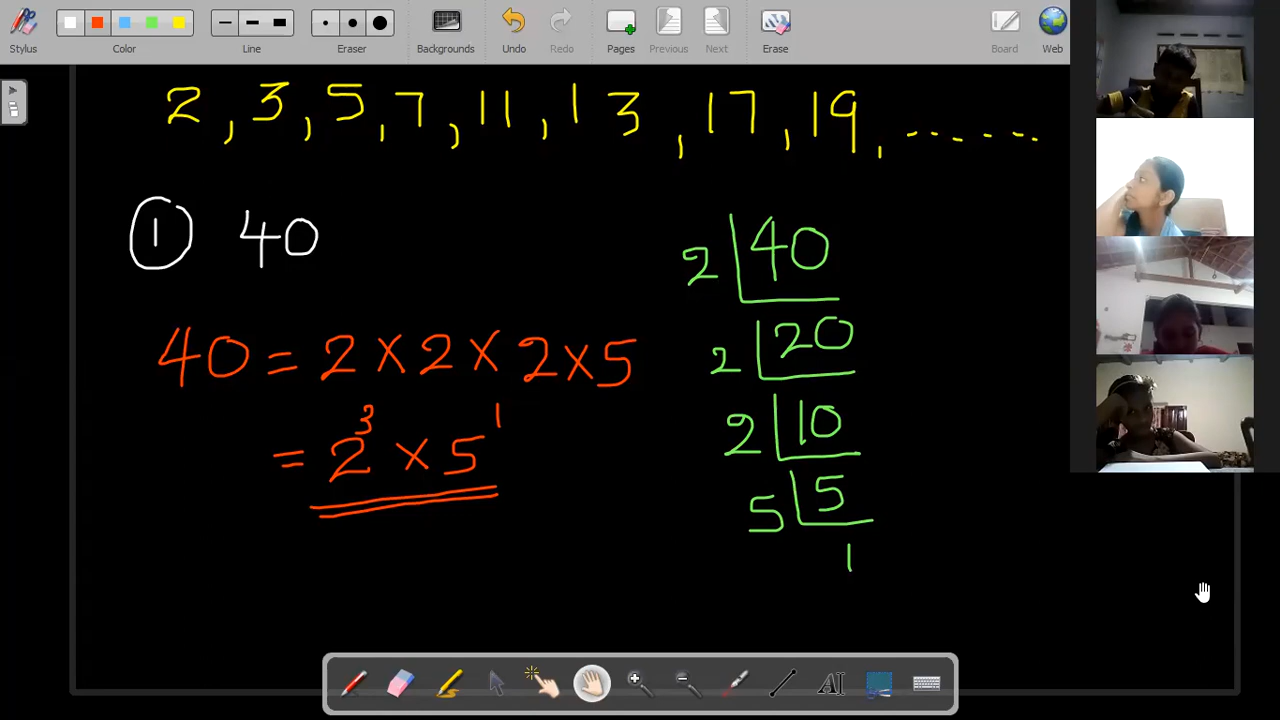 Stylus Color Line Eraser Backgrounds Undo Redo Pages Previous Next Erase Board Web
2, 3, 5, 7, 11, 13, 17, 19, .......
① 40
40 = 2 × 2 × 2 × 5
= 2³ × 5¹
2 | 40
2 | 20
2 | 10
5 | 5
1
AI